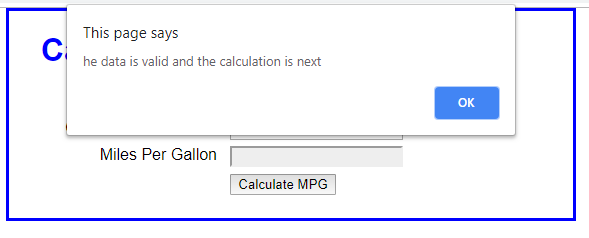 This page says
he data is valid and the calculation is next
OK
Miles Per Gallon
Calculate MPG